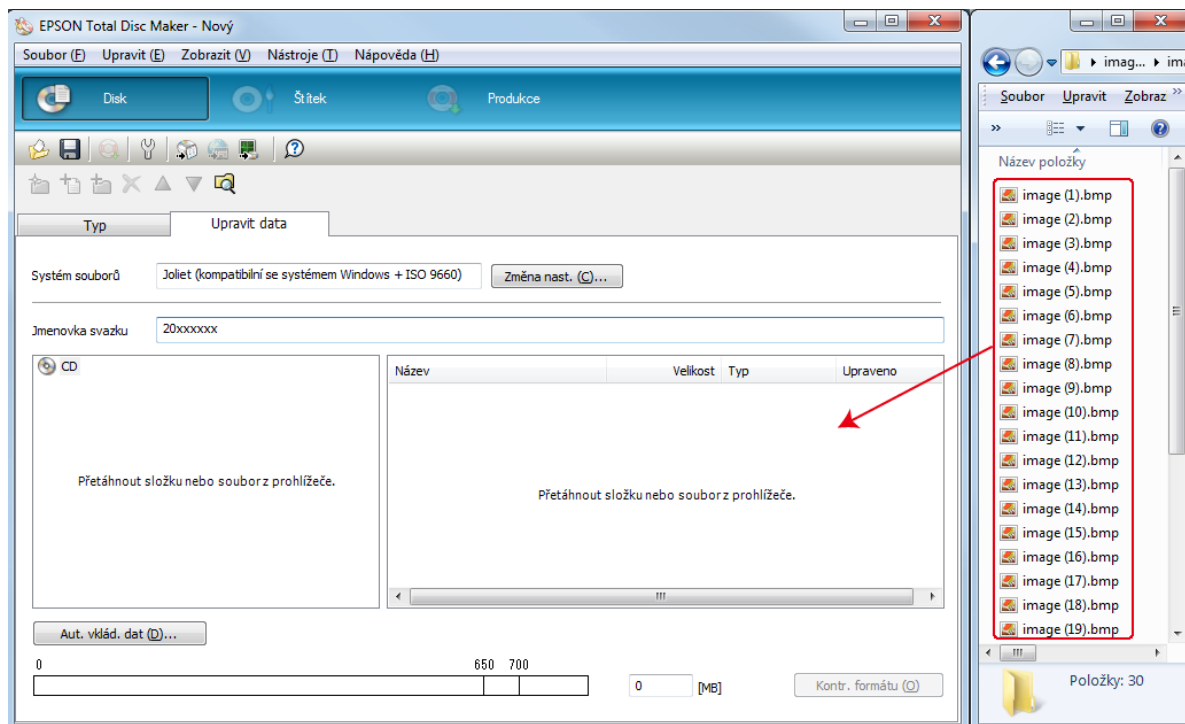 EPSON Total Disc Maker - Nový
Soubor (F) Upravit (E) Zobrazit (V) Nástroje (T) Nápověda (H)
Disk Štítek Produkce
Typ Upravit data
Systém souborů Joliet (kompatibilní se systémem Windows + ISO 9660) Změna nast. (C)...
Jmenovka svazku 20xxxxxx
CD
Přetáhnout složku nebo soubor z prohlížeče.
Název Velikost Typ Upraveno
Přetáhnout složku nebo soubor z prohlížeče.
Aut. vklád. dat (D)...
0 650 700
0 [MB] Kontr. formátu (O)
imag... ima
Soubor Upravit Zobraz »
»
Název položky
image (1).bmp
image (2).bmp
image (3).bmp
image (4).bmp
image (5).bmp
image (6).bmp
image (7).bmp
image (8).bmp
image (9).bmp
image (10).bmp
image (11).bmp
image (12).bmp
image (13).bmp
image (14).bmp
image (15).bmp
image (16).bmp
image (17).bmp
image (18).bmp
image (19).bmp
Položky: 30